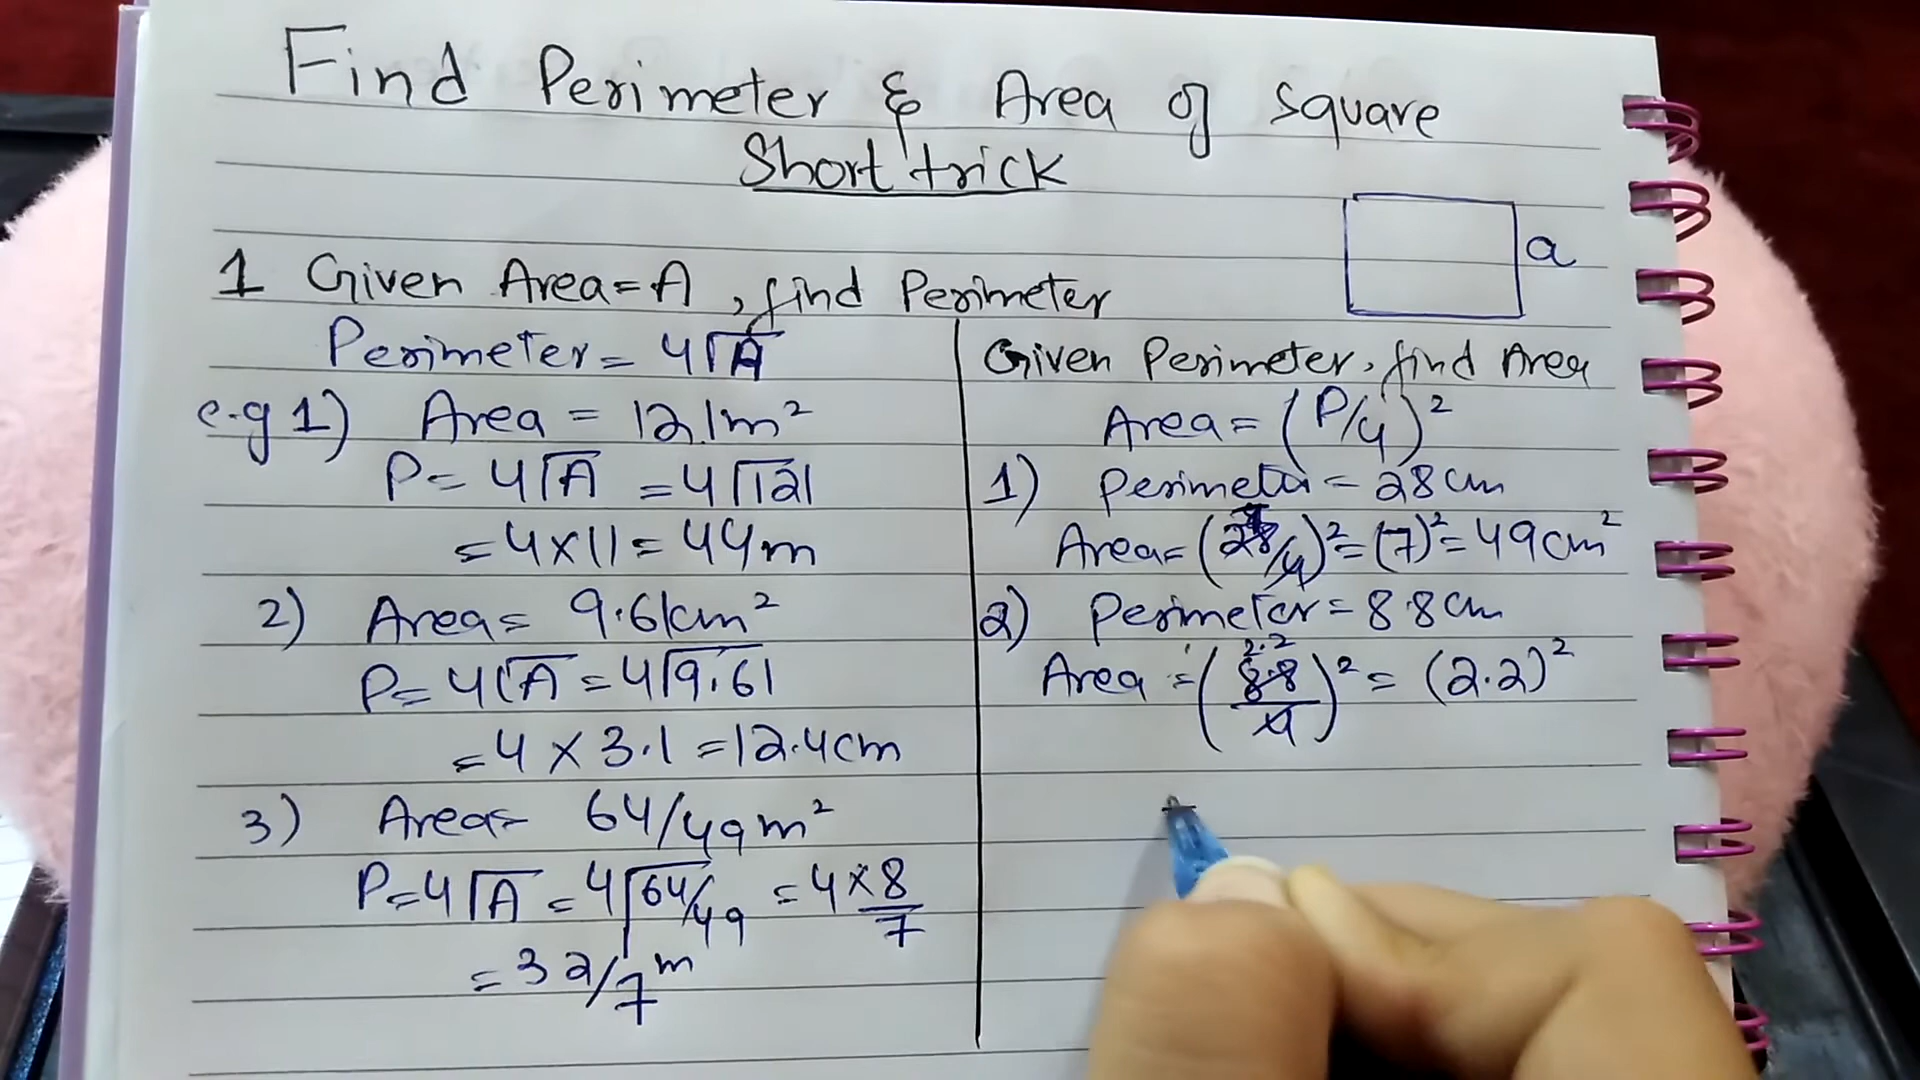 Find Perimeter & Area of square
Short trick
a
1 Given Area=A, find Perimeter
Perimeter= 4√A
e.g 1) Area = 121m²
P= 4√A = 4√121
= 4×11= 44m
2) Area= 9.61cm²
P= 4√A = 4√9.61
= 4 × 3.1 =12.4cm
3) Area= 64/49m²
P=4√A = 4√64/49 = 4×8/7
= 32/7 m
Given Perimeter, find Area
Area= (P/4)²
1) Perimeter = 28cm
Area= (28/4)²= (7)²= 49cm²
2) Perimeter= 8.8cm
2.2
Area = (8.8/4)² = (2.2)²